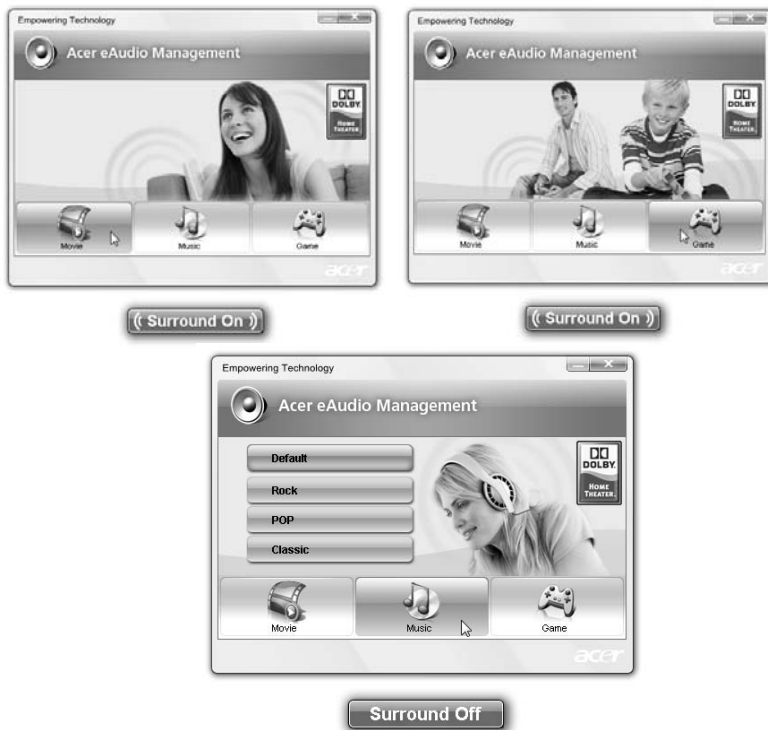 Empowering Technology
Acer eAudio Management
DOLBY
HOME THEATER
Movie
Music
Game
acer
(( Surround On ))
Empowering Technology
Acer eAudio Management
DOLBY
HOME THEATER
Movie
Music
Game
acer
(( Surround On ))
Empowering Technology
Acer eAudio Management
Default
Rock
POP
Classic
DOLBY
HOME THEATER
Movie
Music
Game
acer
Surround Off